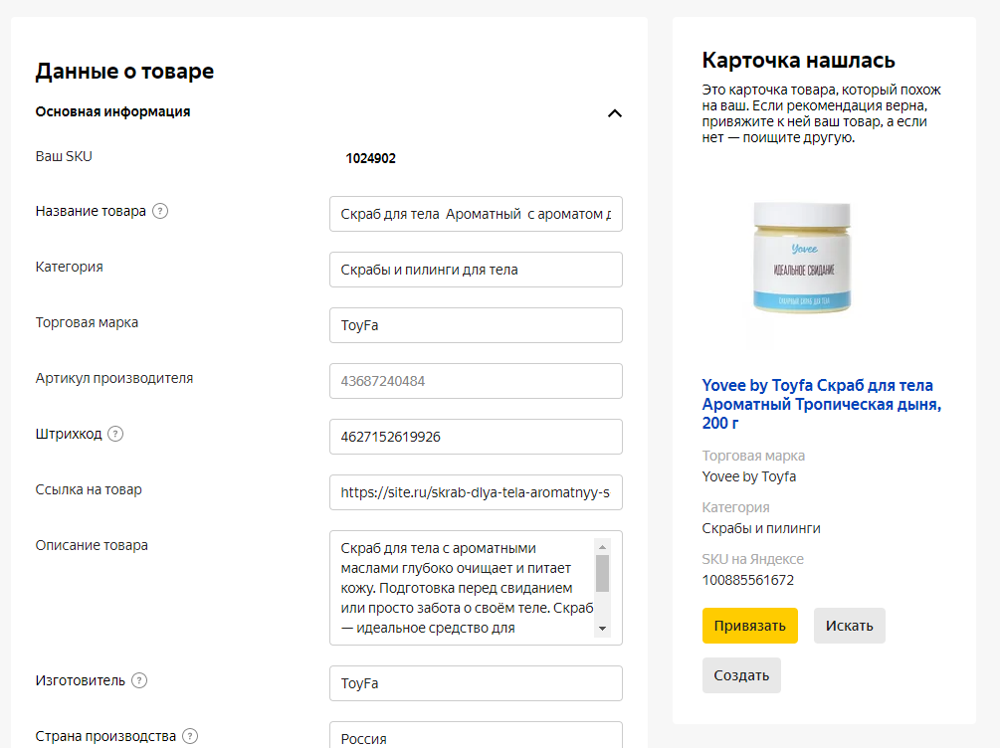 Данные о товаре
Основная информация
Ваш SKU
1024902
Название товара ?
Скраб для тела Ароматный с ароматом д
Категория
Скрабы и пилинги для тела
Торговая марка
ToyFa
Артикул производителя
43687240484
Штрихкод ?
4627152619926
Ссылка на товар
https://site.ru/skrab-dlya-tela-aromatnyy-s
Описание товара
Скраб для тела с ароматными
маслами глубоко очищает и питает
кожу. Подготовка перед свиданием
или просто забота о своём теле. Скраб
— идеальное средство для
Изготовитель ?
ToyFa
Страна производства ?
Россия
Карточка нашлась
Это карточка товара, который похож
на ваш. Если рекомендация верна,
привяжите к ней ваш товар, а если
нет — поищите другую.
Yovee
ИДЕАЛЬНОЕ СВИДАНИЕ
САХАРНЫЙ СКРАБ ДЛЯ ТЕЛА
Yovee by Toyfa Скраб для тела
Ароматный Тропическая дыня,
200 г
Торговая марка
Yovee by Toyfa
Категория
Скрабы и пилинги
SKU на Яндексе
100885561672
Привязать
Искать
Создать